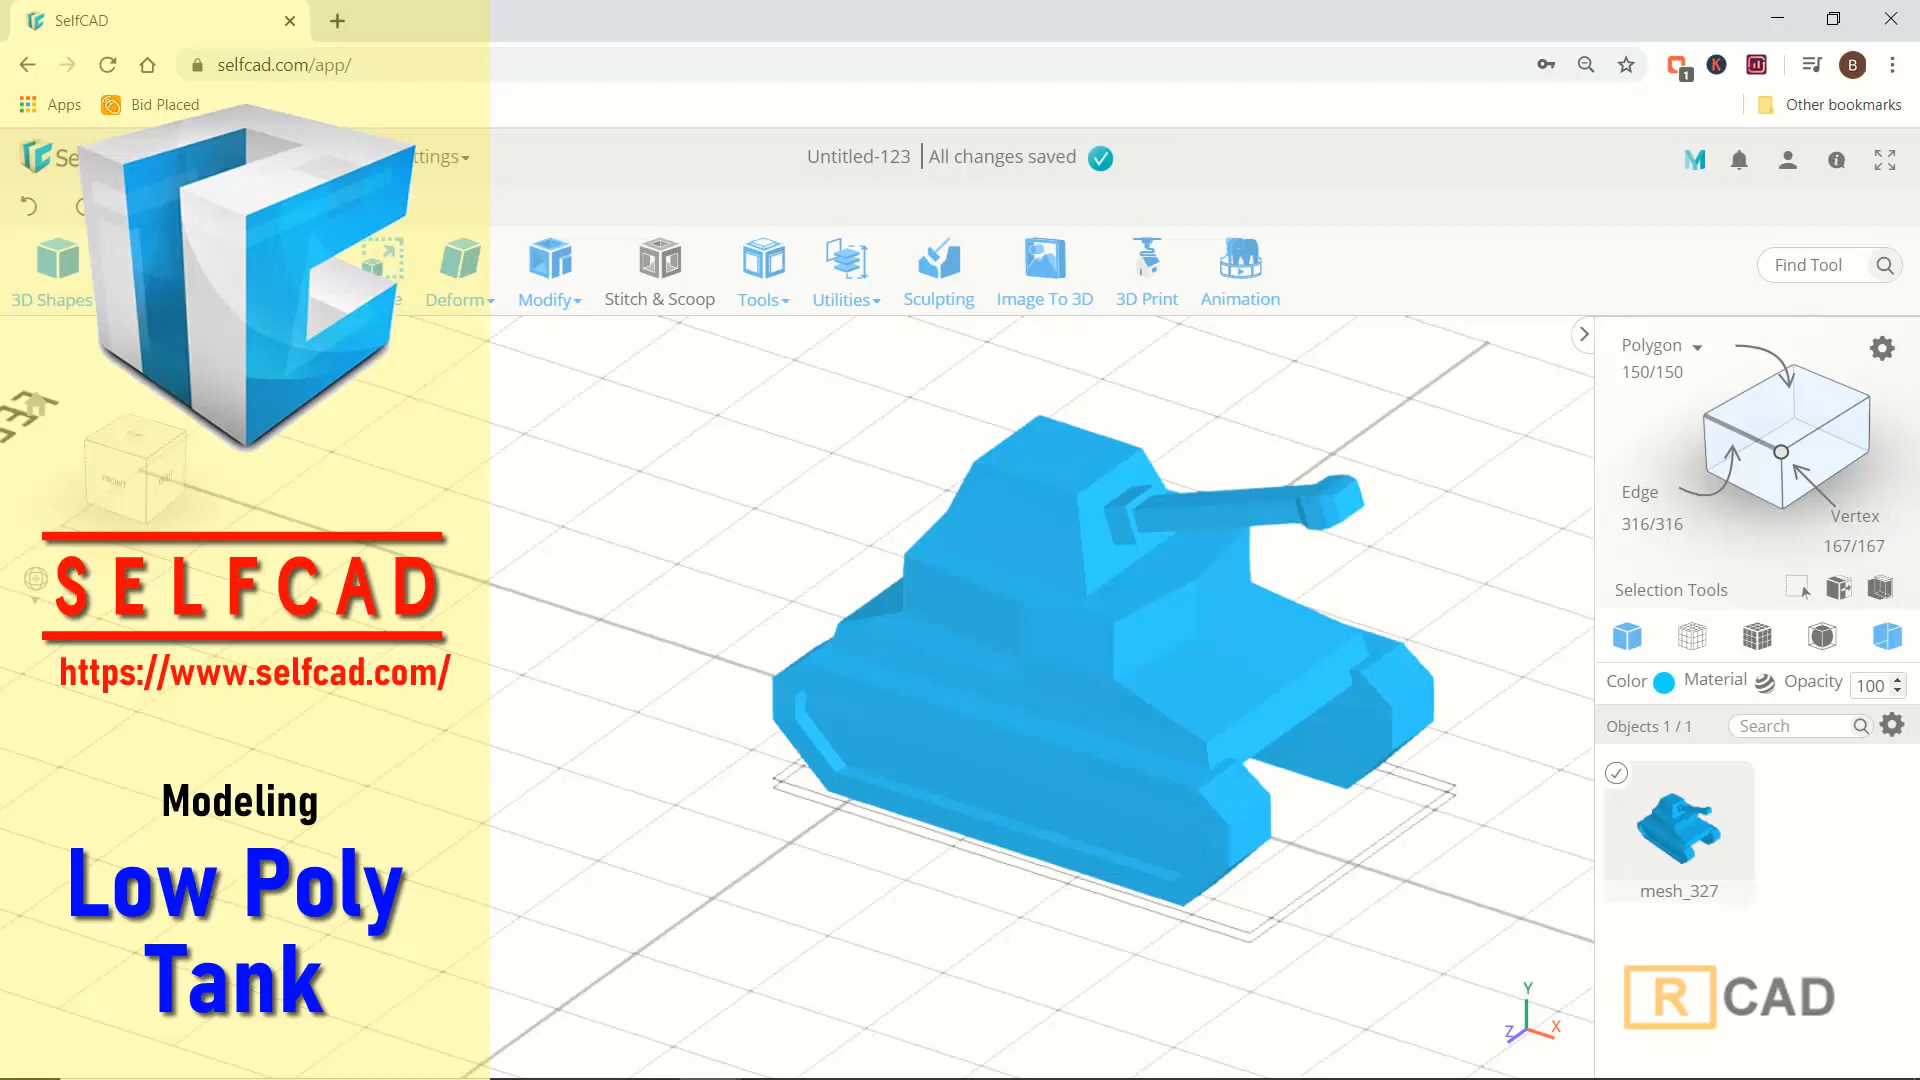 SelfCAD
selfcad.com/app/
B
1
K
Apps
Bid Placed
Other bookmarks
Se
ttings
Untitled-123
All changes saved
3D Shapes
e
Deform
Modify
Stitch & Scoop
Tools
Utilities
Sculpting
Image To 3D
3D Print
Animation
Find Tool
Polygon
150/150
Edge
316/316
Vertex
167/167
Selection Tools
Color
Material
Opacity
100
Objects 1 / 1
Search
mesh_327
FRONT
SELFCAD
https://www.selfcad.com/
Modeling
Low Poly
Tank
Y
Z
X
R CAD